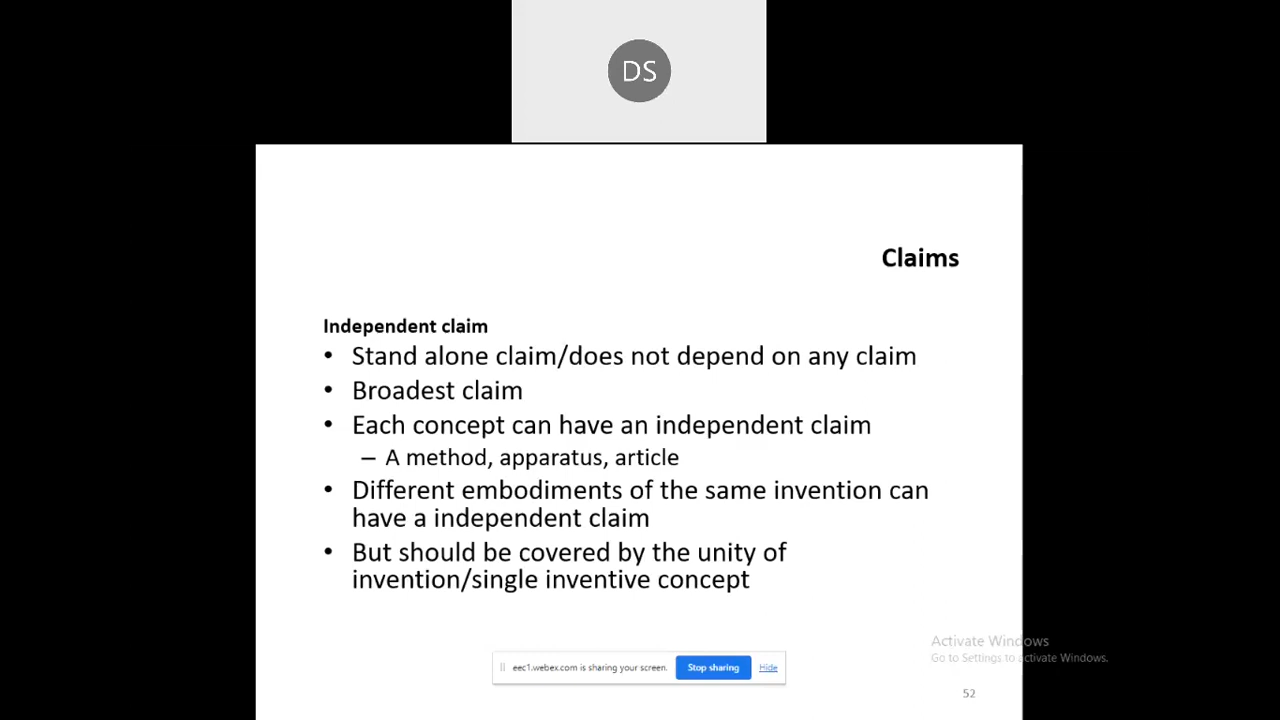 DS
Claims
Independent claim
• Stand alone claim/does not depend on any claim
• Broadest claim
• Each concept can have an independent claim
– A method, apparatus, article
• Different embodiments of the same invention can
have a independent claim
• But should be covered by the unity of
invention/single inventive concept
Activate Windows
Go to Settings to activate Windows.
eec1.webex.com is sharing your screen. Stop sharing Hide
52